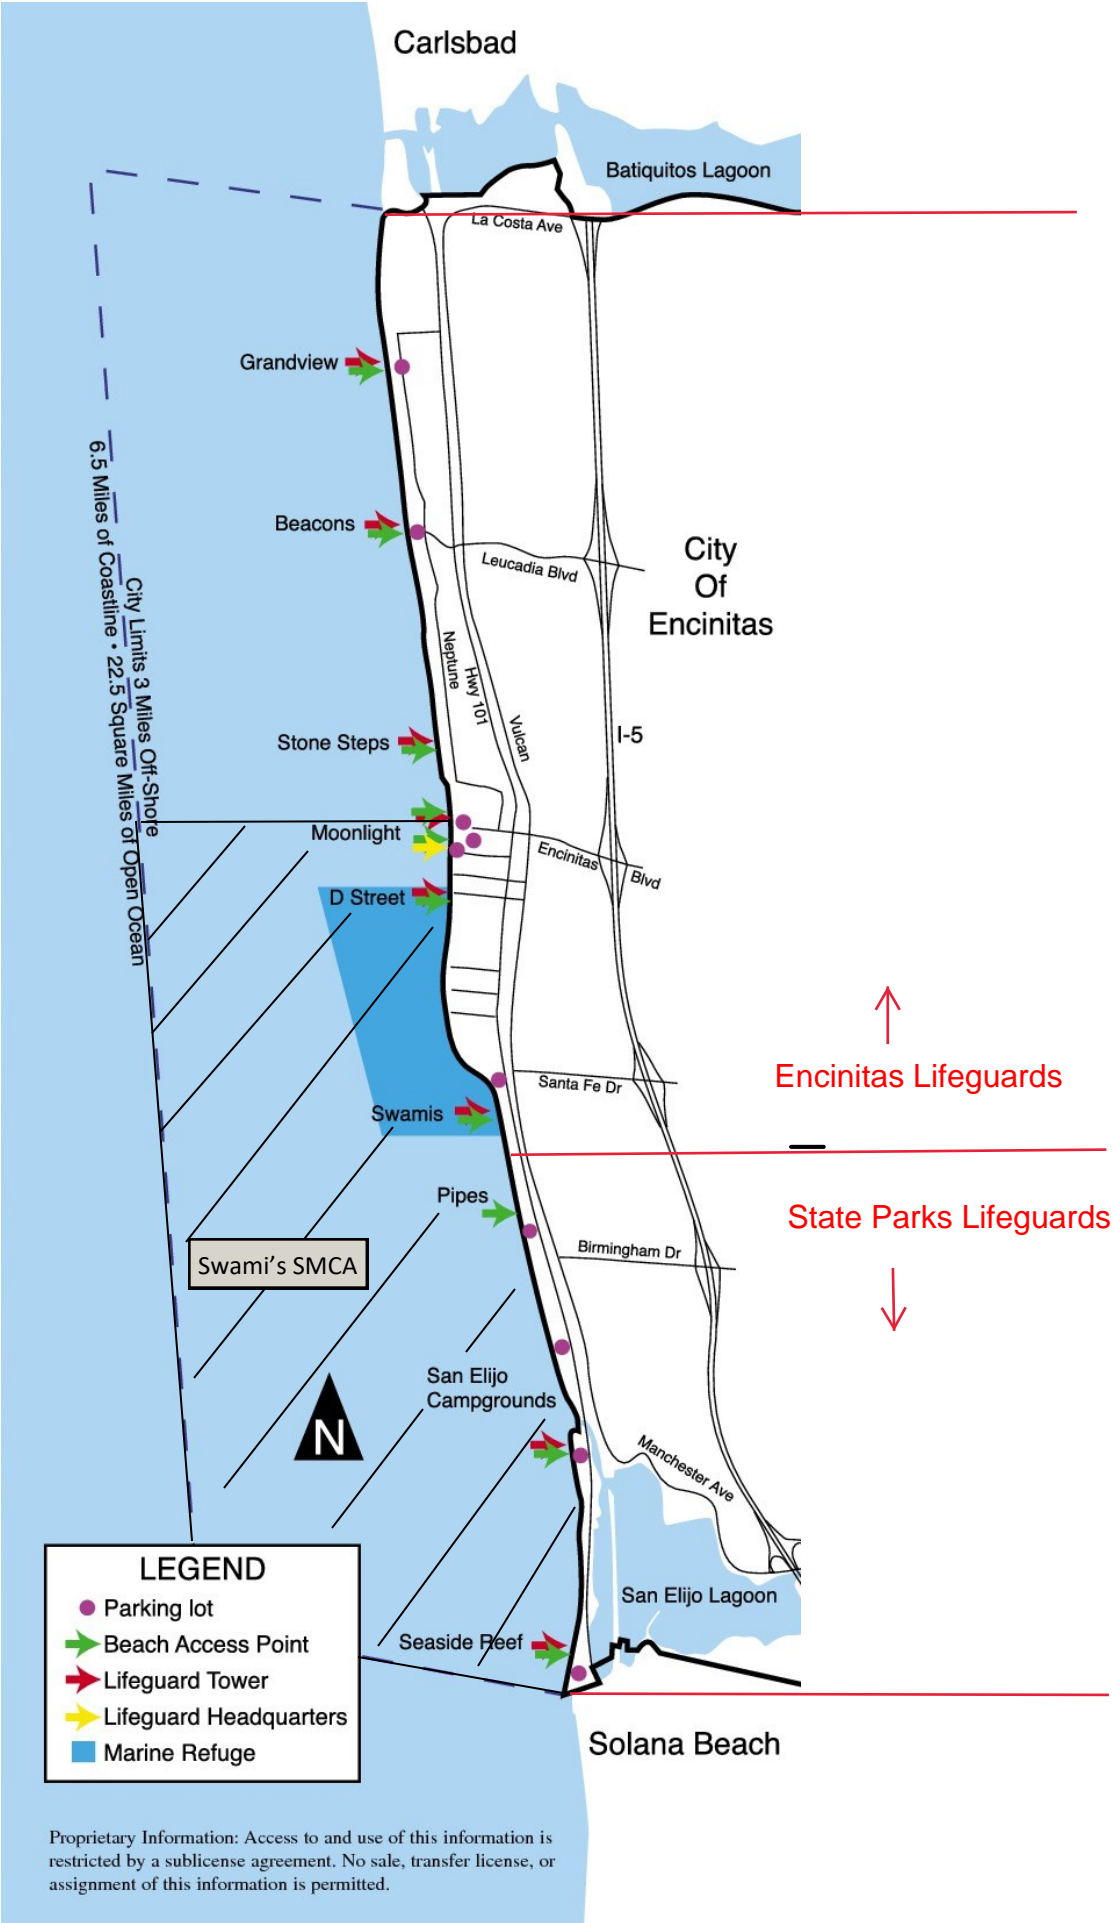 Carlsbad
Batiquitos Lagoon
La Costa Ave
Grandview
6.5 Miles of Coastline • 22.5 Square Miles of Open Ocean
City Limits 3 Miles Off-Shore
Beacons
Leucadia Blvd
City
Of
Encinitas
Neptune
Hwy 101
Vulcan
I-5
Stone Steps
Moonlight
Encinitas
Blvd
D Street
Encinitas Lifeguards
Santa Fe Dr
Swamis
Pipes
State Parks Lifeguards
Birmingham Dr
Swami’s SMCA
San Elijo
Campgrounds
N
Manchester Ave
LEGEND
Parking lot
Beach Access Point
Lifeguard Tower
Lifeguard Headquarters
Marine Refuge
San Elijo Lagoon
Seaside Reef
Solana Beach
Proprietary Information: Access to and use of this information is
restricted by a sublicense agreement. No sale, transfer license, or
assignment of this information is permitted.